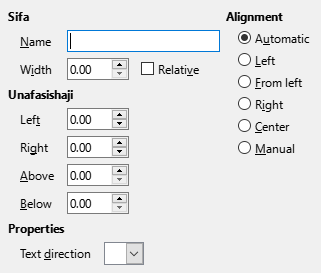 Sifa
Name
Width 0.00 Relative
Unafasishaji
Left 0.00
Right 0.00
Above 0.00
Below 0.00
Properties
Text direction
Alignment
Automatic
Left
From left
Right
Center
Manual